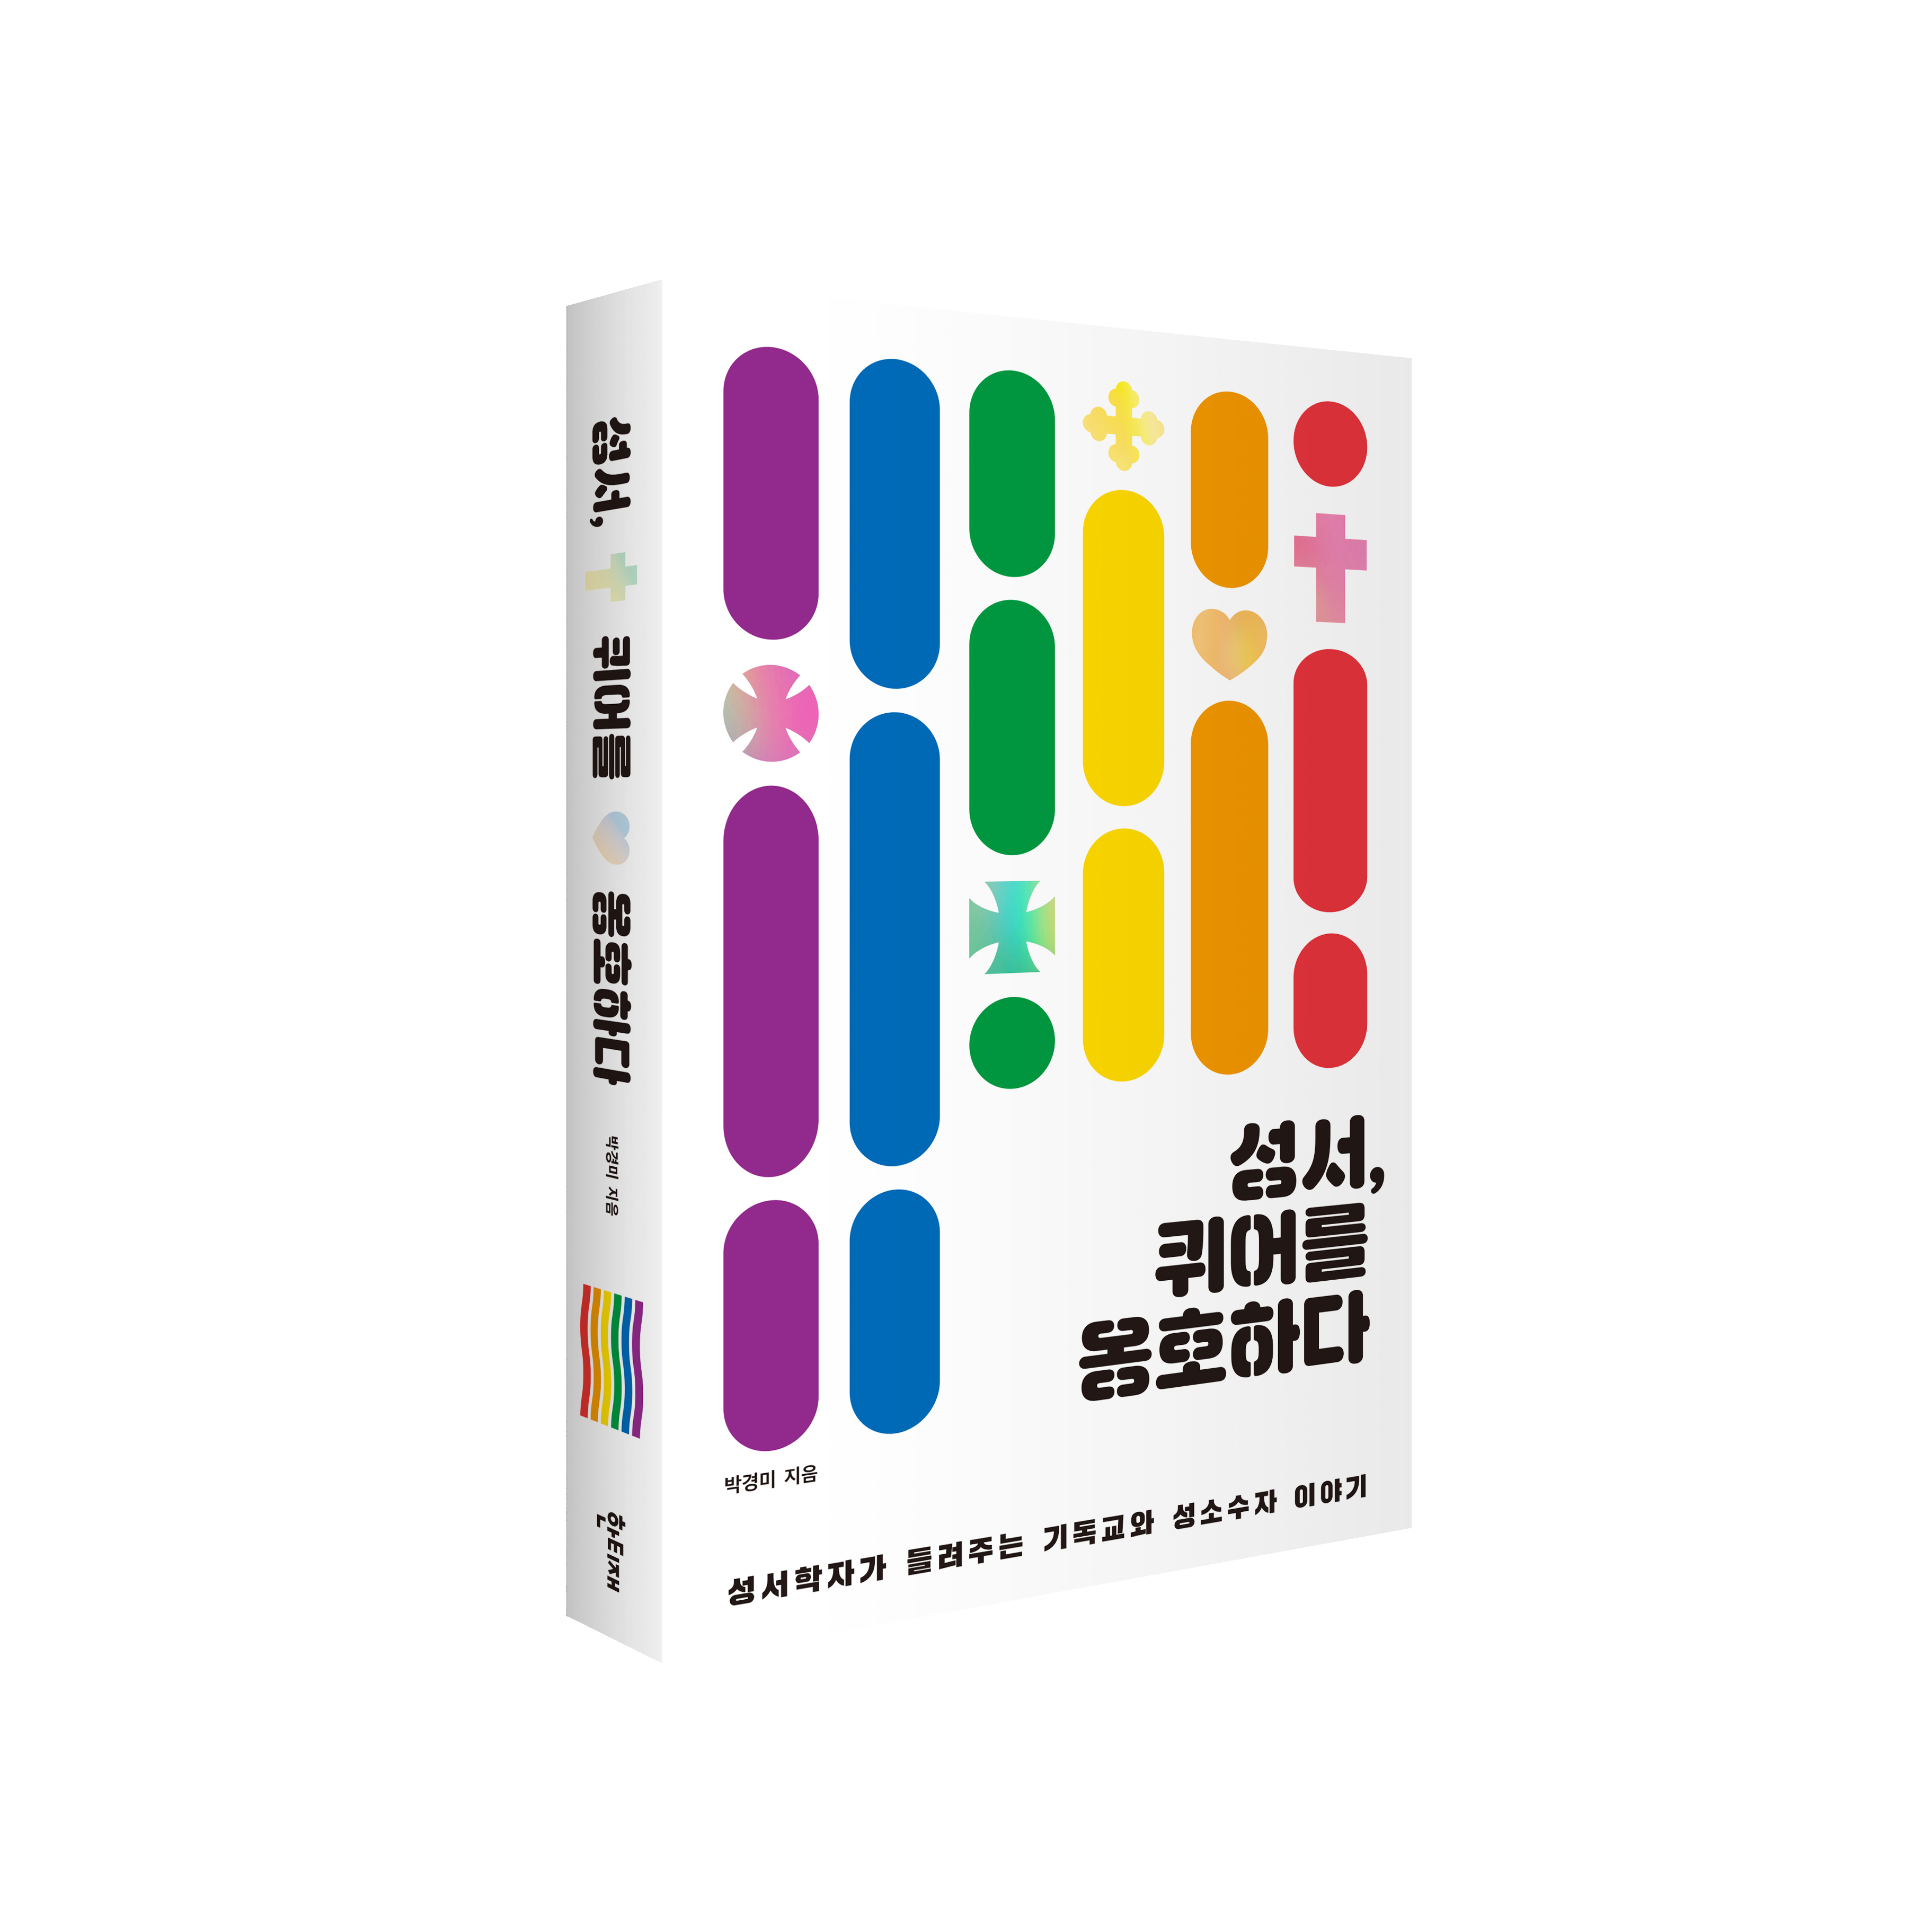 성서,
퀴어를
옹호하다
박경미 지음
성서학자가 들려주는 기독교와 성소수자 이야기
성서, 퀴어를 옹호하다
박경미 지음
한티재